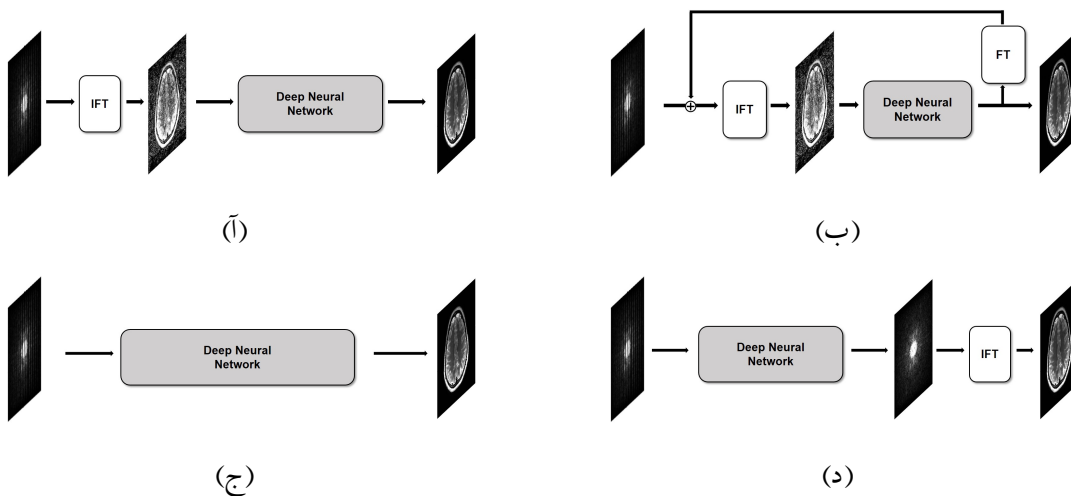 IFT
Deep Neural
Network
(آ)
FT
IFT
Deep Neural
Network
(ب)
Deep Neural
Network
(ج)
Deep Neural
Network
IFT
(د)